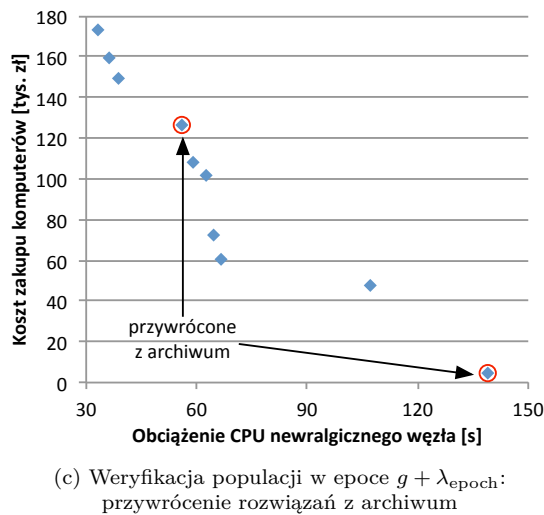 Koszt zakupu komputerów [tys. zł]
180
160
140
120
100
80
60
40
20
0
przywrócone
z archiwum
30 60 90 120 150
Obciążenie CPU newralgicznego węzła [s]
(c) Weryfikacja populacji w epoce g + λepoch:
przywrócenie rozwiązań z archiwum